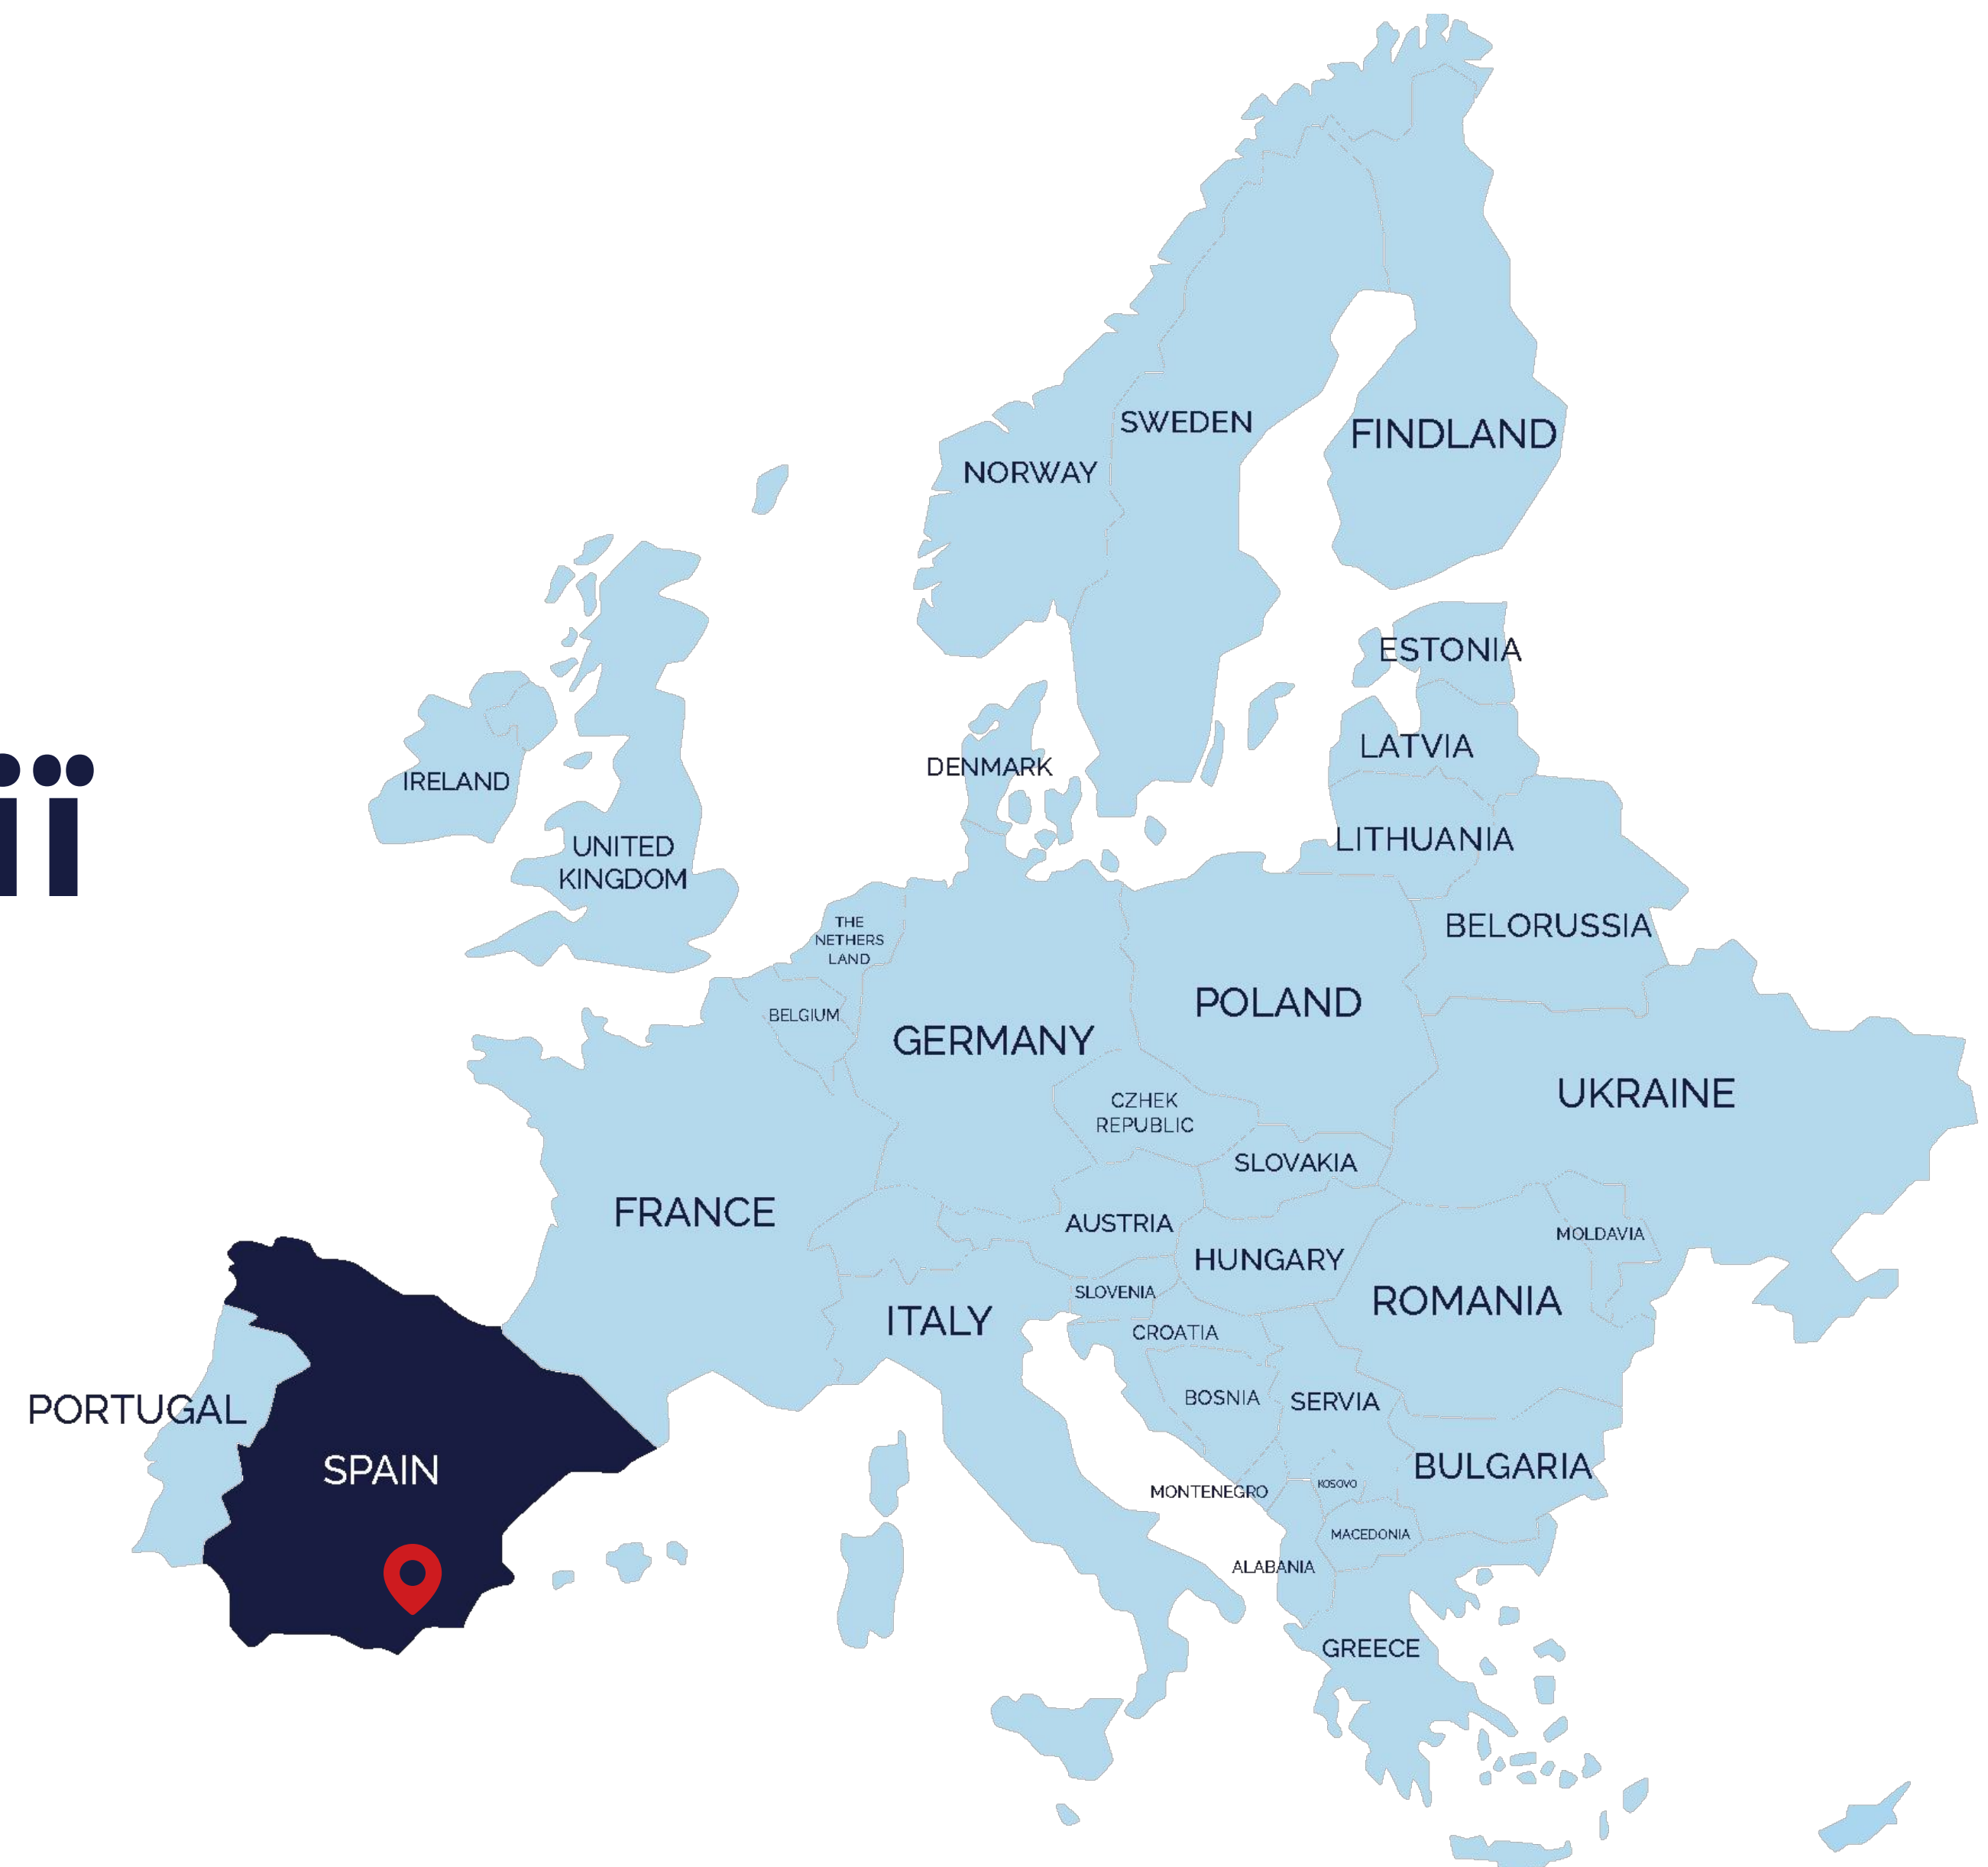 SWEDEN
FINDLAND
NORWAY
ESTONIA
LATVIA
DENMARK
IRELAND
LITHUANIA
UNITED
KINGDOM
THE
NETHERS
LAND
BELORUSSIA
POLAND
BELGIUM
GERMANY
UKRAINE
CZHEK
REPUBLIC
SLOVAKIA
FRANCE
AUSTRIA
MOLDAVIA
HUNGARY
SLOVENIA
ROMANIA
ITALY
CROATIA
BOSNIA
SERVIA
PORTUGAL
BULGARIA
SPAIN
KOSOVO
MONTENEGRO
MACEDONIA
ALABANIA
GREECE